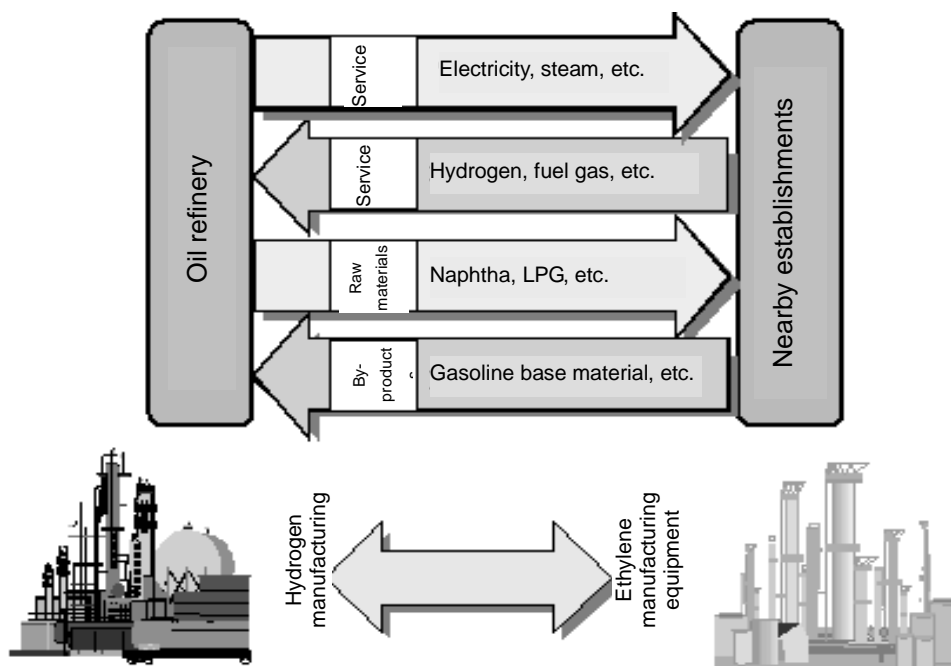 Oil refinery
Service
Electricity, steam, etc.
Service
Hydrogen, fuel gas, etc.
Raw
materials
Naphtha, LPG, etc.
By-
product
Gasoline base material, etc.
Nearby establishments
Hydrogen
manufacturing
Ethylene
manufacturing
equipment